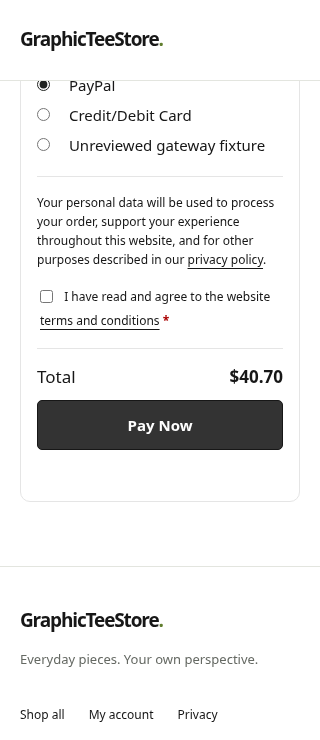 GraphicTeeStore.
PayPal
Credit/Debit Card
Unreviewed gateway fixture
Your personal data will be used to process
your order, support your experience
throughout this website, and for other
purposes described in our privacy policy.
I have read and agree to the website
terms and conditions *
Total $40.70
Pay Now
GraphicTeeStore.
Everyday pieces. Your own perspective.
Shop all My account Privacy